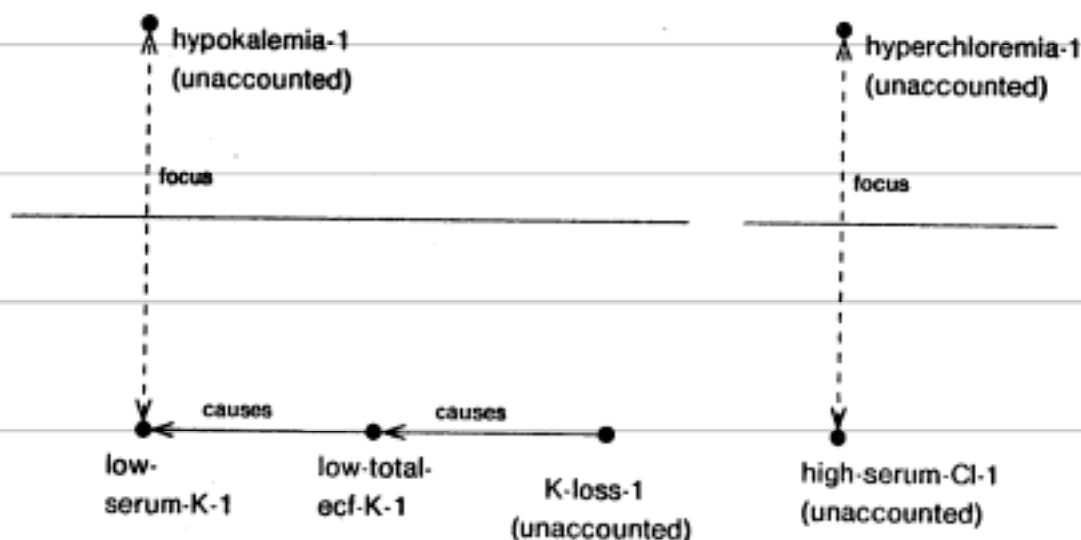 hypokalemia-1
(unaccounted)
hyperchloremia-1
(unaccounted)
focus
focus
causes
causes
low-
serum-K-1
low-total-
ecf-K-1
K-loss-1
(unaccounted)
high-serum-Cl-1
(unaccounted)